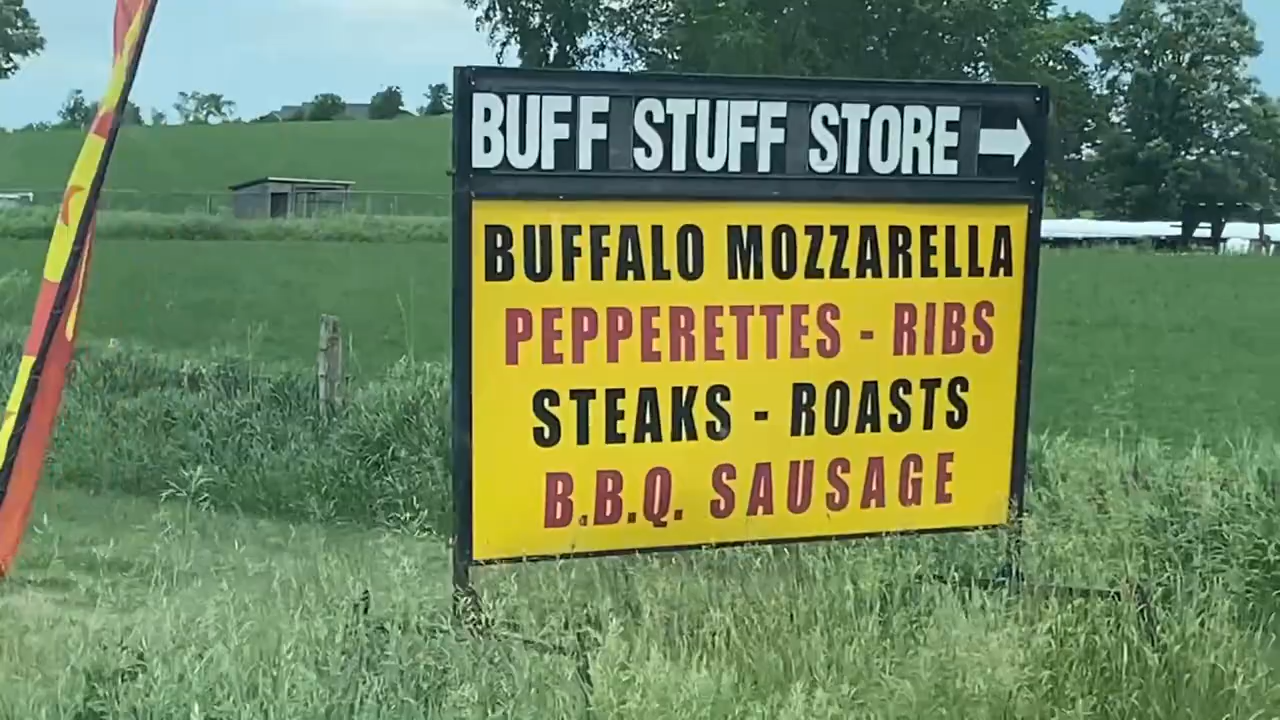 BUFF STUFF STORE →
BUFFALO MOZZARELLA
PEPPERETTES - RIBS
STEAKS - ROASTS
B.B.Q. SAUSAGE